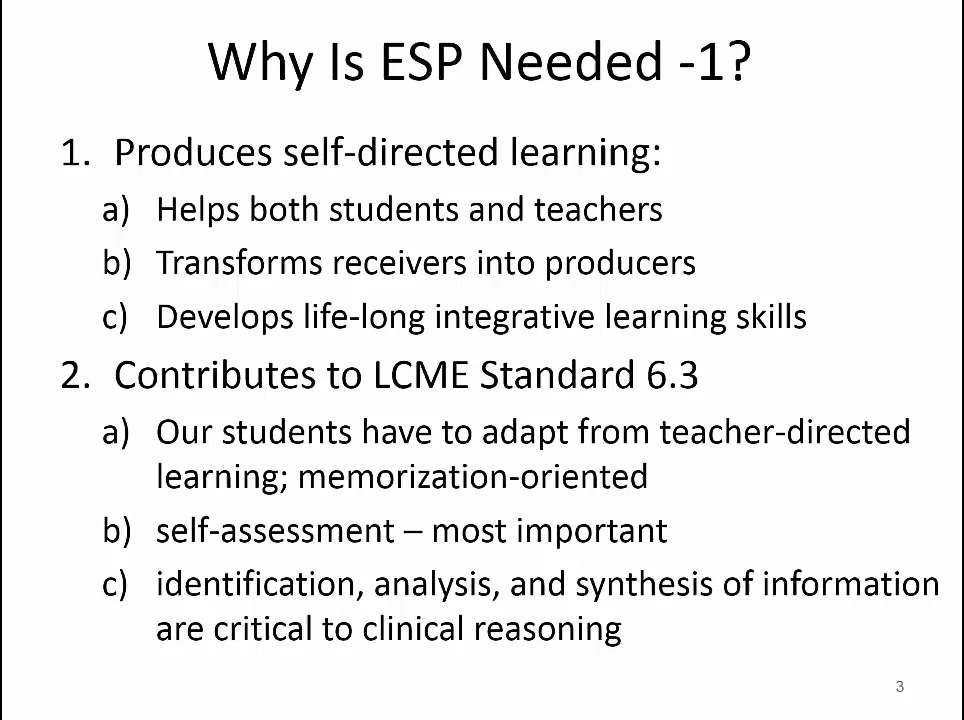 Why Is ESP Needed -1?
1. Produces self-directed learning:
a) Helps both students and teachers
b) Transforms receivers into producers
c) Develops life-long integrative learning skills
2. Contributes to LCME Standard 6.3
a) Our students have to adapt from teacher-directed
learning; memorization-oriented
b) self-assessment – most important
c) identification, analysis, and synthesis of information
are critical to clinical reasoning
3